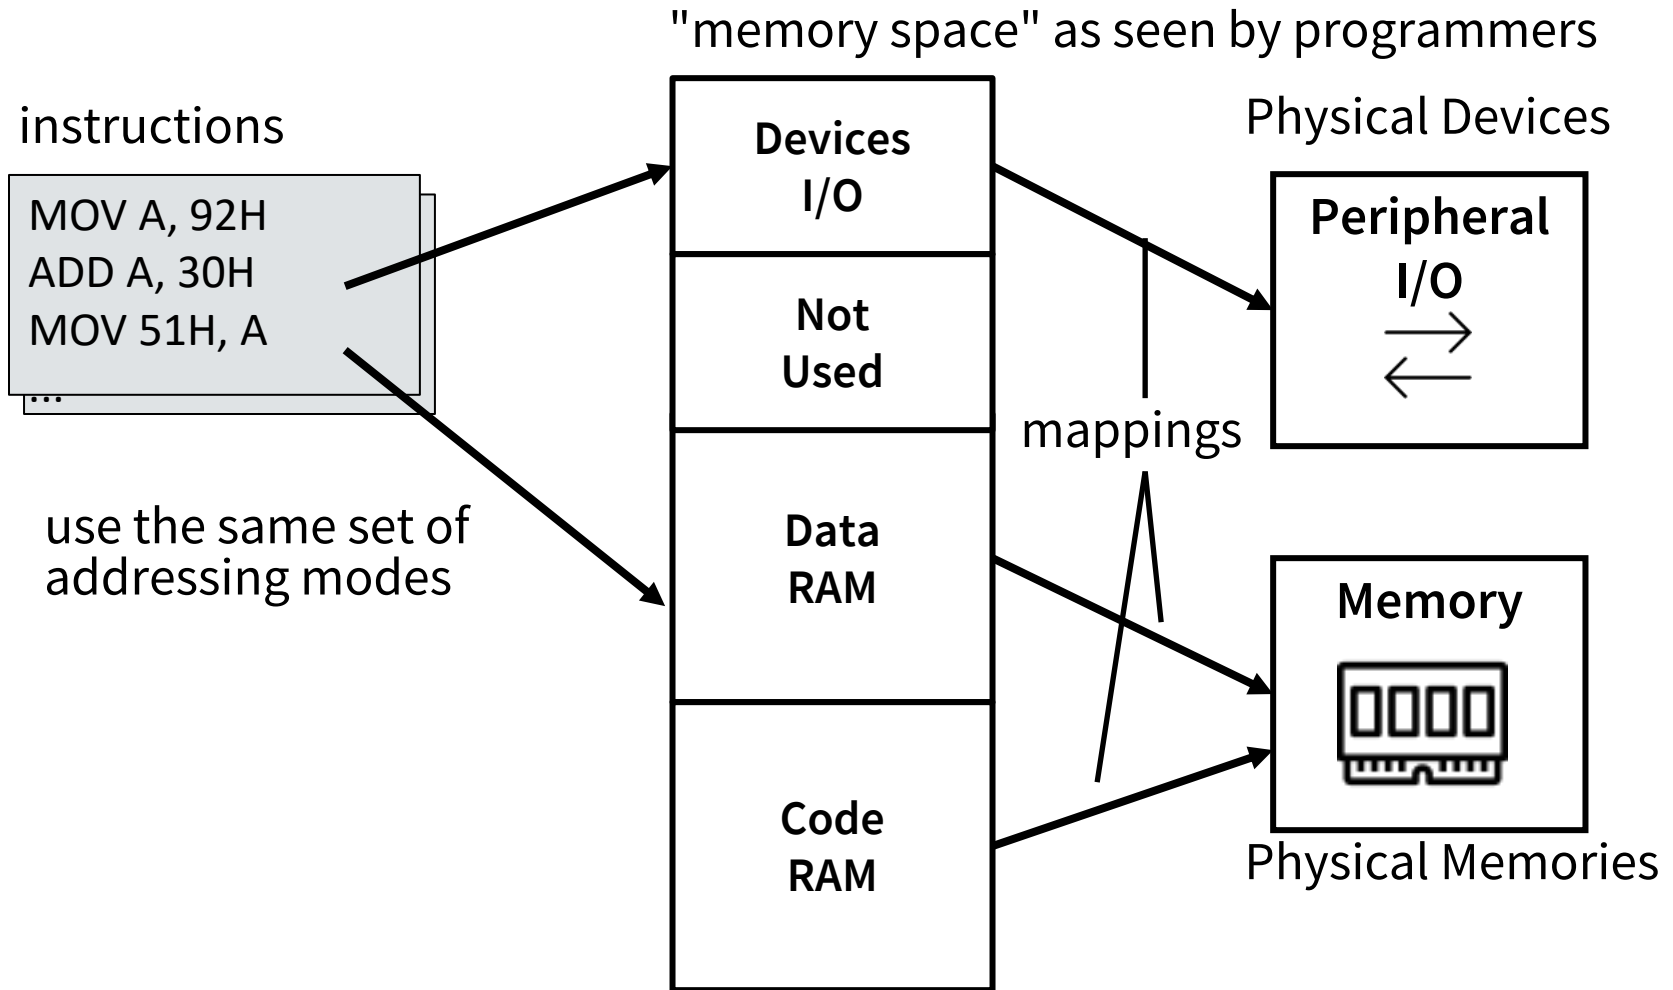 "memory space" as seen by programmers
instructions
MOV A, 92H
ADD A, 30H
MOV 51H, A
...
use the same set of
addressing modes
Devices
I/O
Not
Used
Data
RAM
Code
RAM
mappings
Physical Devices
Peripheral
I/O
Memory
Physical Memories